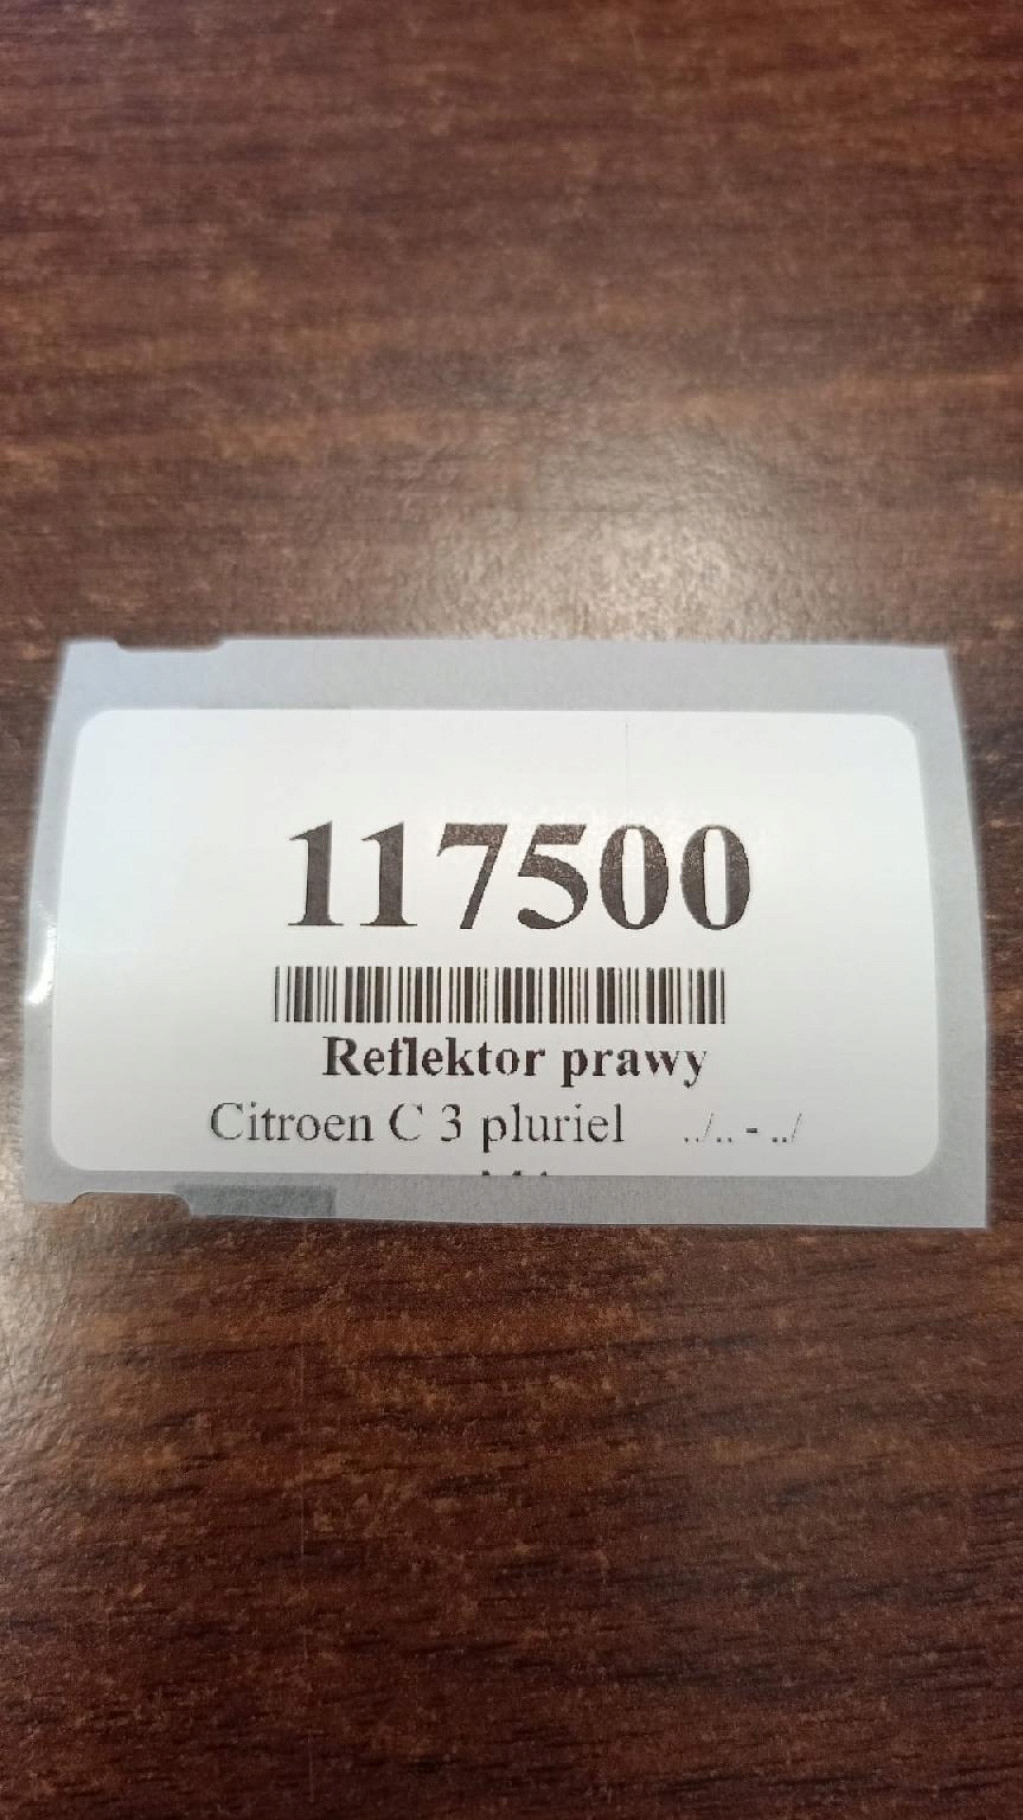 117500
Reflektor prawy
Citroen C 3 pluriel ../.. - ../